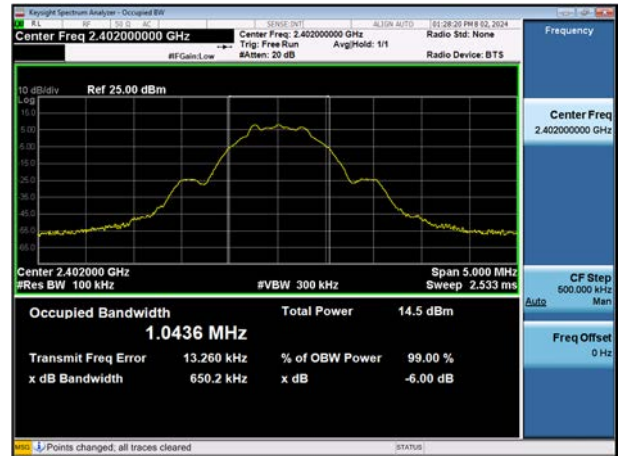 Keysight Spectrum Analyzer - Occupied BW
RL RF 50 Ω AC SENSE:INT ALIGN AUTO 01:28:20 PM 8 02, 2024
Center Freq 2.402000000 GHz
Center Freq: 2.402000000 GHz
Radio Std: None
Trig: Free Run Avg|Hold: 1/1
#IFGain:Low #Atten: 20 dB Radio Device: BTS
10 dB/div Ref 25.00 dBm
Log
15.0
5.00
-5.00
-15.0
-25.0
-35.0
-45.0
-55.0
-65.0
Center 2.402000 GHz Span 5.000 MHz
#Res BW 100 kHz #VBW 300 kHz Sweep 2.533 ms
Occupied Bandwidth Total Power 14.5 dBm
1.0436 MHz
Transmit Freq Error 13.260 kHz % of OBW Power 99.00 %
x dB Bandwidth 650.2 kHz x dB -6.00 dB
Frequency
Center Freq
2.402000000 GHz
CF Step
500.000 kHz
Auto Man
Freq Offset
0 Hz
MSG Points changed; all traces cleared STATUS